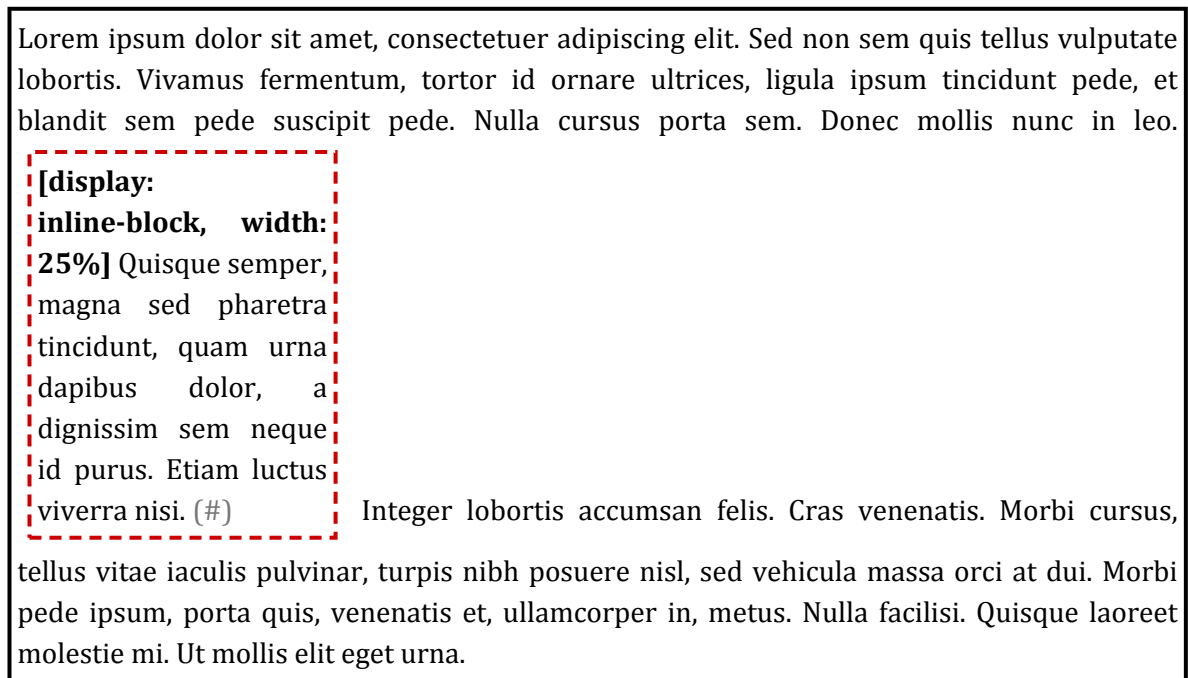 Lorem ipsum dolor sit amet, consectetuer adipiscing elit. Sed non sem quis tellus vulputate
lobortis. Vivamus fermentum, tortor id ornare ultrices, ligula ipsum tincidunt pede, et
blandit sem pede suscipit pede. Nulla cursus porta sem. Donec mollis nunc in leo.
[display:
inline-block, width:
25%] Quisque semper,
magna sed pharetra
tincidunt, quam urna
dapibus dolor, a
dignissim sem neque
id purus. Etiam luctus
viverra nisi. (#)
Integer lobortis accumsan felis. Cras venenatis. Morbi cursus,
tellus vitae iaculis pulvinar, turpis nibh posuere nisl, sed vehicula massa orci at dui. Morbi
pede ipsum, porta quis, venenatis et, ullamcorper in, metus. Nulla facilisi. Quisque laoreet
molestie mi. Ut mollis elit eget urna.